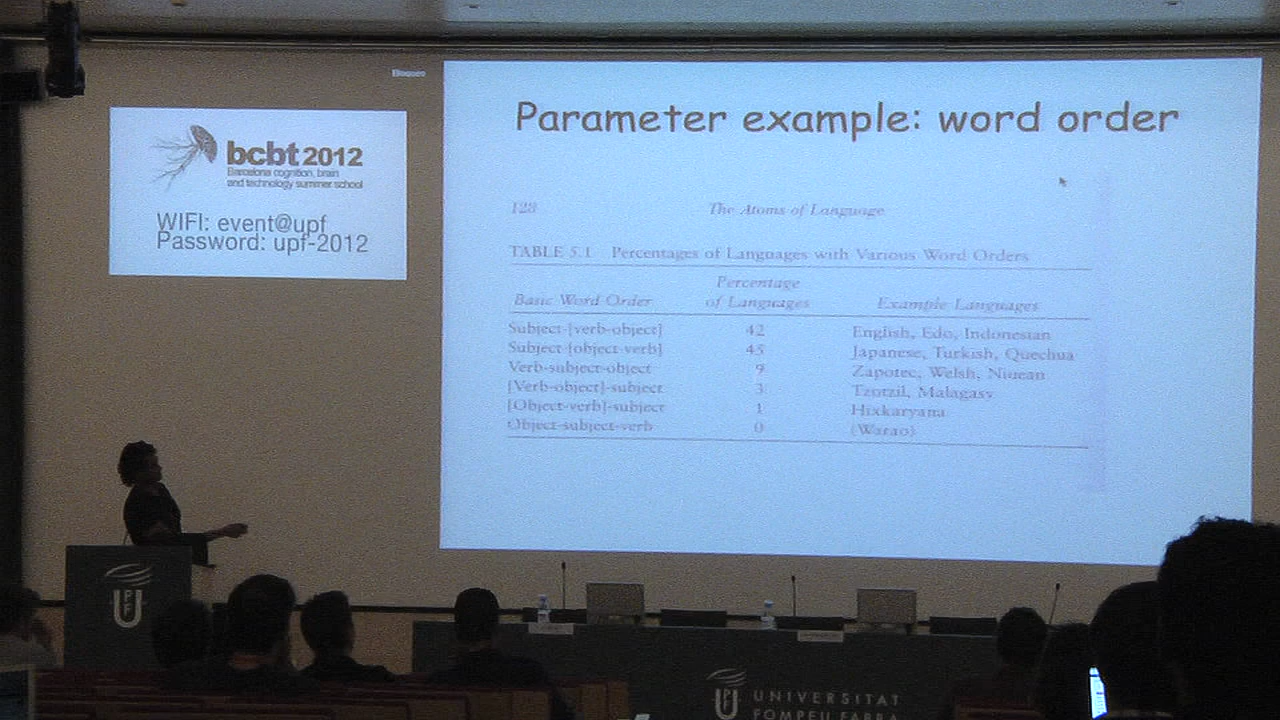 Bloqueo
bcbt 2012
Barcelona cognition, brain
and technology summer school
WIFI: event@upf
Password: upf-2012
Parameter example: word order
128 The Atoms of Language
TABLE 5.1 Percentages of Languages with Various Word Orders
Percentage
Basic Word Order of Languages Example Languages
Subject-[verb-object] 42 English, Edo, Indonesian
Subject-[object-verb] 45 Japanese, Turkish, Quechua
Verb-subject-object 9 Zapotec, Welsh, Niuean
[Verb-object]-subject 3 Tzotzil, Malagasy
[Object-verb]-subject 1 Hixkaryana
Object-subject-verb 0 (Warao)
UPF
UNIVERSITAT
POMPEU FABRA